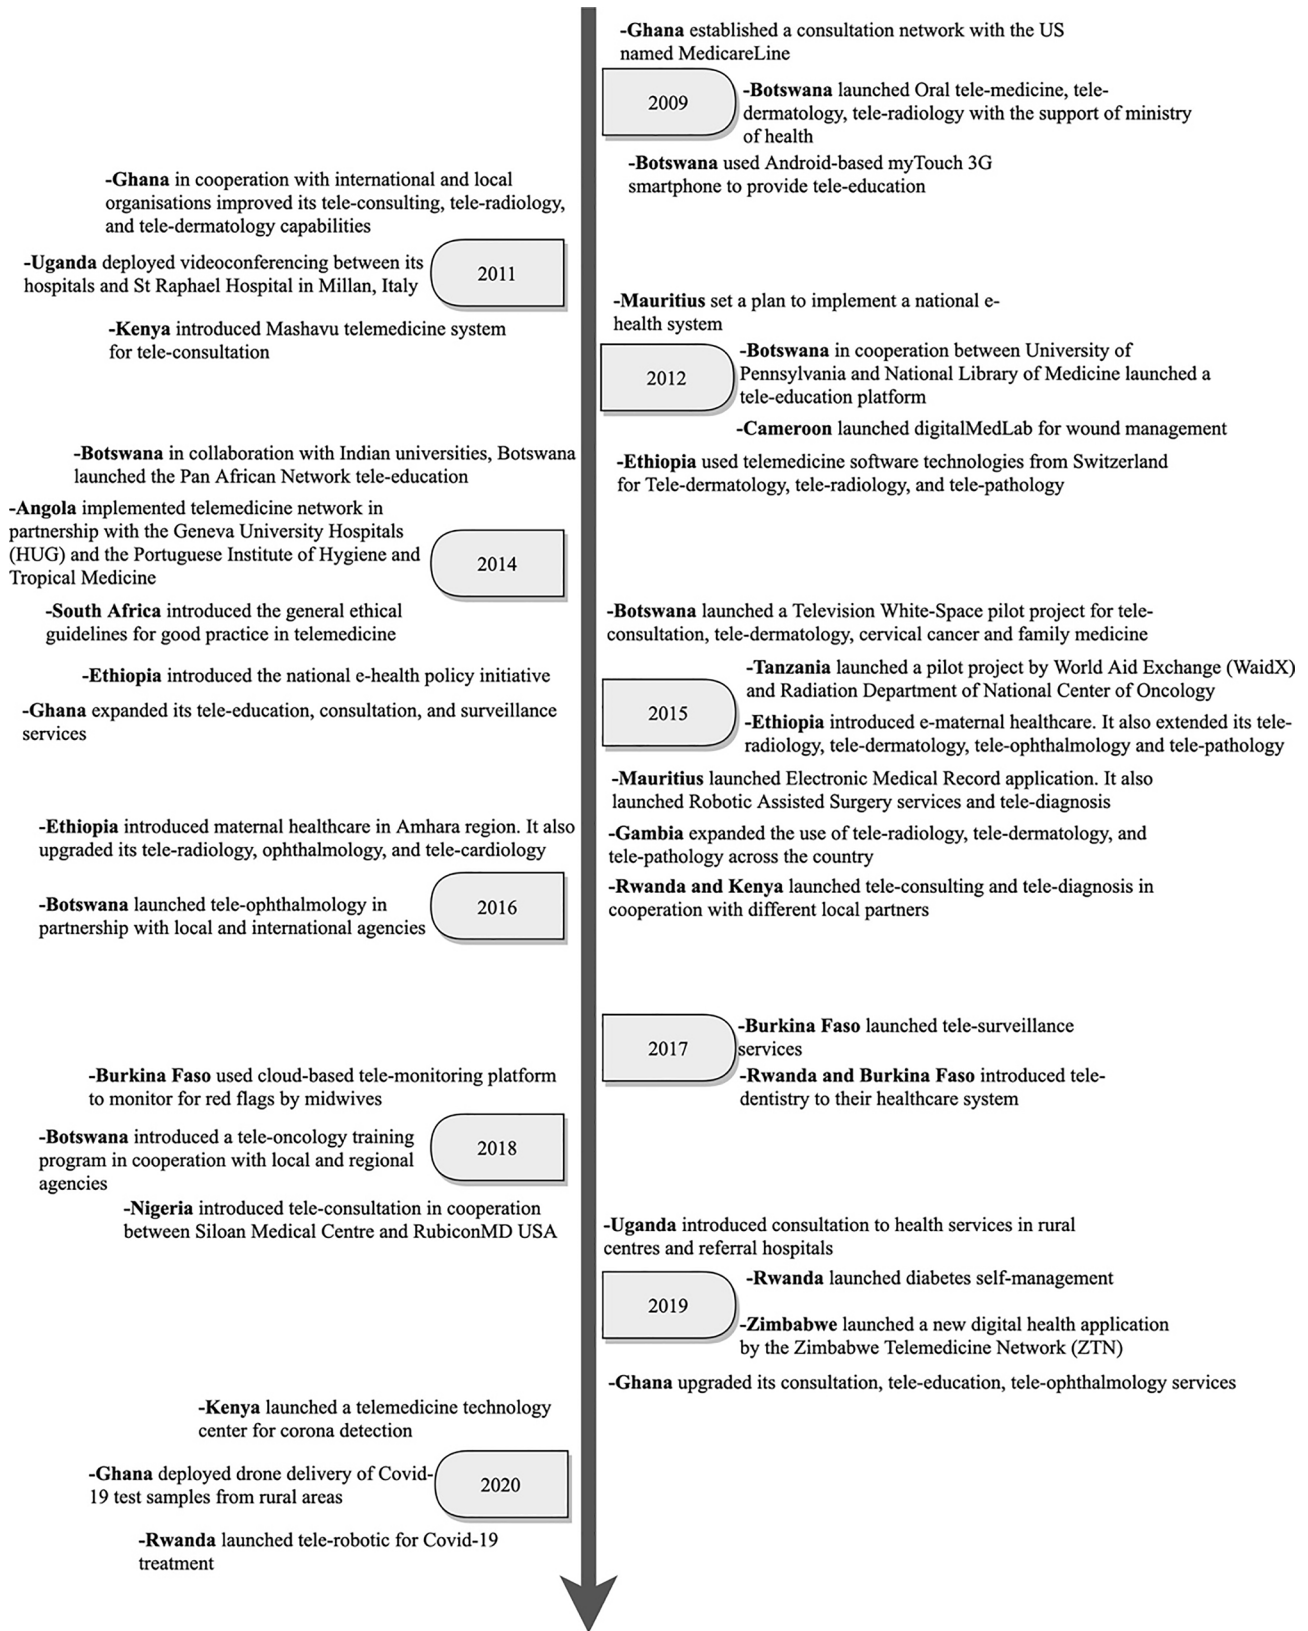 -Ghana established a consultation network with the US
named MedicareLine
2009
-Botswana launched Oral tele-medicine, tele-
dermatology, tele-radiology with the support of ministry
of health
-Botswana used Android-based myTouch 3G
smartphone to provide tele-education
-Ghana in cooperation with international and local
organisations improved its tele-consulting, tele-radiology,
and tele-dermatology capabilities
-Uganda deployed videoconferencing between its
hospitals and St Raphael Hospital in Millan, Italy
2011
-Kenya introduced Mashavu telemedicine system
for tele-consultation
-Mauritius set a plan to implement a national e-
health system
2012
-Botswana in cooperation between University of
Pennsylvania and National Library of Medicine launched a
tele-education platform
-Cameroon launched digitalMedLab for wound management
-Ethiopia used telemedicine software technologies from Switzerland
for Tele-dermatology, tele-radiology, and tele-pathology
-Botswana in collaboration with Indian universities, Botswana
launched the Pan African Network tele-education
-Angola implemented telemedicine network in
partnership with the Geneva University Hospitals
(HUG) and the Portuguese Institute of Hygiene and
Tropical Medicine
2014
-South Africa introduced the general ethical
guidelines for good practice in telemedicine
-Ethiopia introduced the national e-health policy initiative
-Ghana expanded its tele-education, consultation, and surveillance
services
-Botswana launched a Television White-Space pilot project for tele-
consultation, tele-dermatology, cervical cancer and family medicine
-Tanzania launched a pilot project by World Aid Exchange (WaidX)
and Radiation Department of National Center of Oncology
2015
-Ethiopia introduced e-maternal healthcare. It also extended its tele-
radiology, tele-dermatology, tele-ophthalmology and tele-pathology
-Mauritius launched Electronic Medical Record application. It also
launched Robotic Assisted Surgery services and tele-diagnosis
-Gambia expanded the use of tele-radiology, tele-dermatology, and
tele-pathology across the country
-Rwanda and Kenya launched tele-consulting and tele-diagnosis in
cooperation with different local partners
-Ethiopia introduced maternal healthcare in Amhara region. It also
upgraded its tele-radiology, ophthalmology, and tele-cardiology
-Botswana launched tele-ophthalmology in
partnership with local and international agencies
2016
2017
-Burkina Faso launched tele-surveillance
services
-Rwanda and Burkina Faso introduced tele-
dentistry to their healthcare system
-Burkina Faso used cloud-based tele-monitoring platform
to monitor for red flags by midwives
-Botswana introduced a tele-oncology training
program in cooperation with local and regional
agencies
2018
-Nigeria introduced tele-consultation in cooperation
between Siloan Medical Centre and RubiconMD USA
-Uganda introduced consultation to health services in rural
centres and referral hospitals
2019
-Rwanda launched diabetes self-management
-Zimbabwe launched a new digital health application
by the Zimbabwe Telemedicine Network (ZTN)
-Ghana upgraded its consultation, tele-education, tele-ophthalmology services
-Kenya launched a telemedicine technology
center for corona detection
-Ghana deployed drone delivery of Covid-
19 test samples from rural areas
2020
-Rwanda launched tele-robotic for Covid-19
treatment